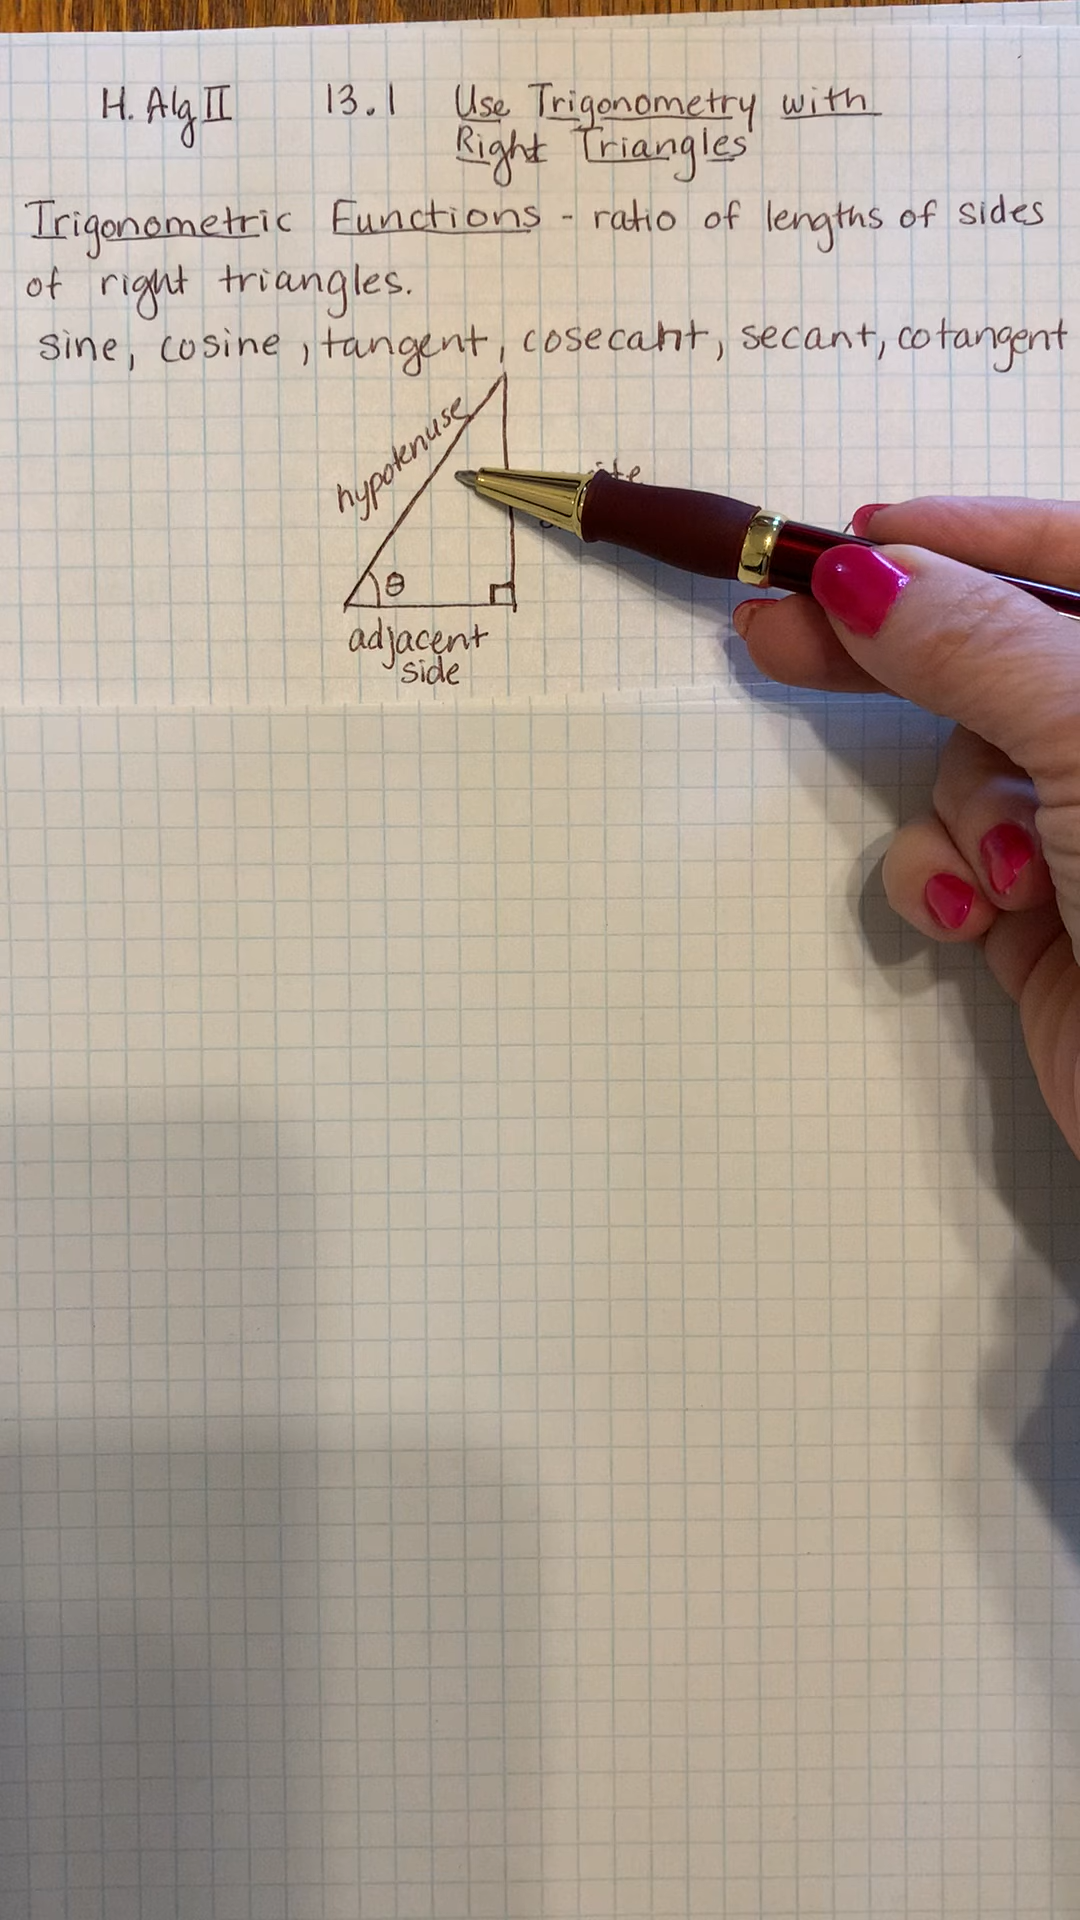 H. Alg II 13.1 Use Trigonometry with
Right Triangles
Trigonometric Functions - ratio of lengths of sides
of right triangles.
sine, cosine, tangent, cosecant, secant, cotangent
hypotenuse
θ
adjacent
side